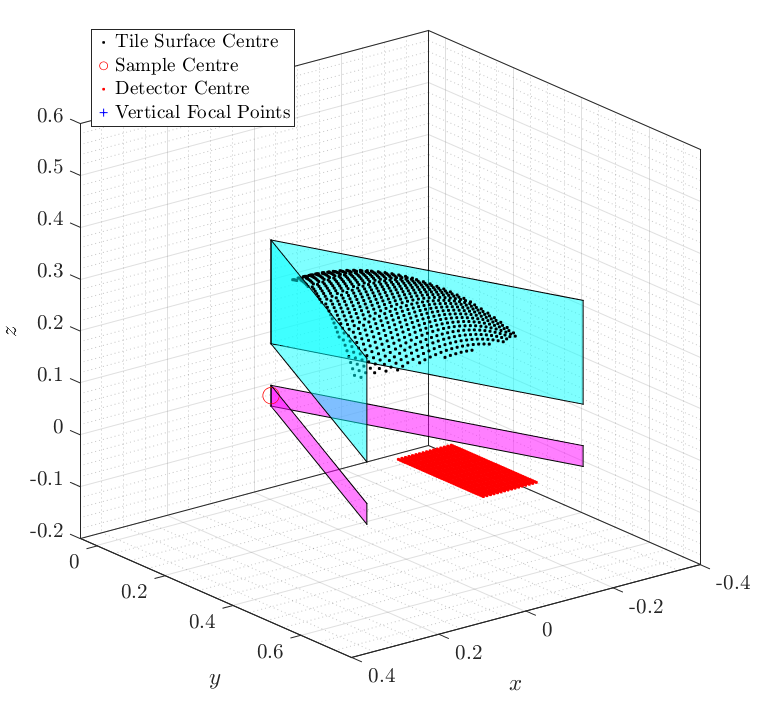 Tile Surface Centre
Sample Centre
Detector Centre
Vertical Focal Points
0.6
0.5
0.4
0.3
0.2
0.1
0
-0.1
-0.2
z
0
0.2
0.4
0.6
y
0.4
0.2
0
-0.2
-0.4
x